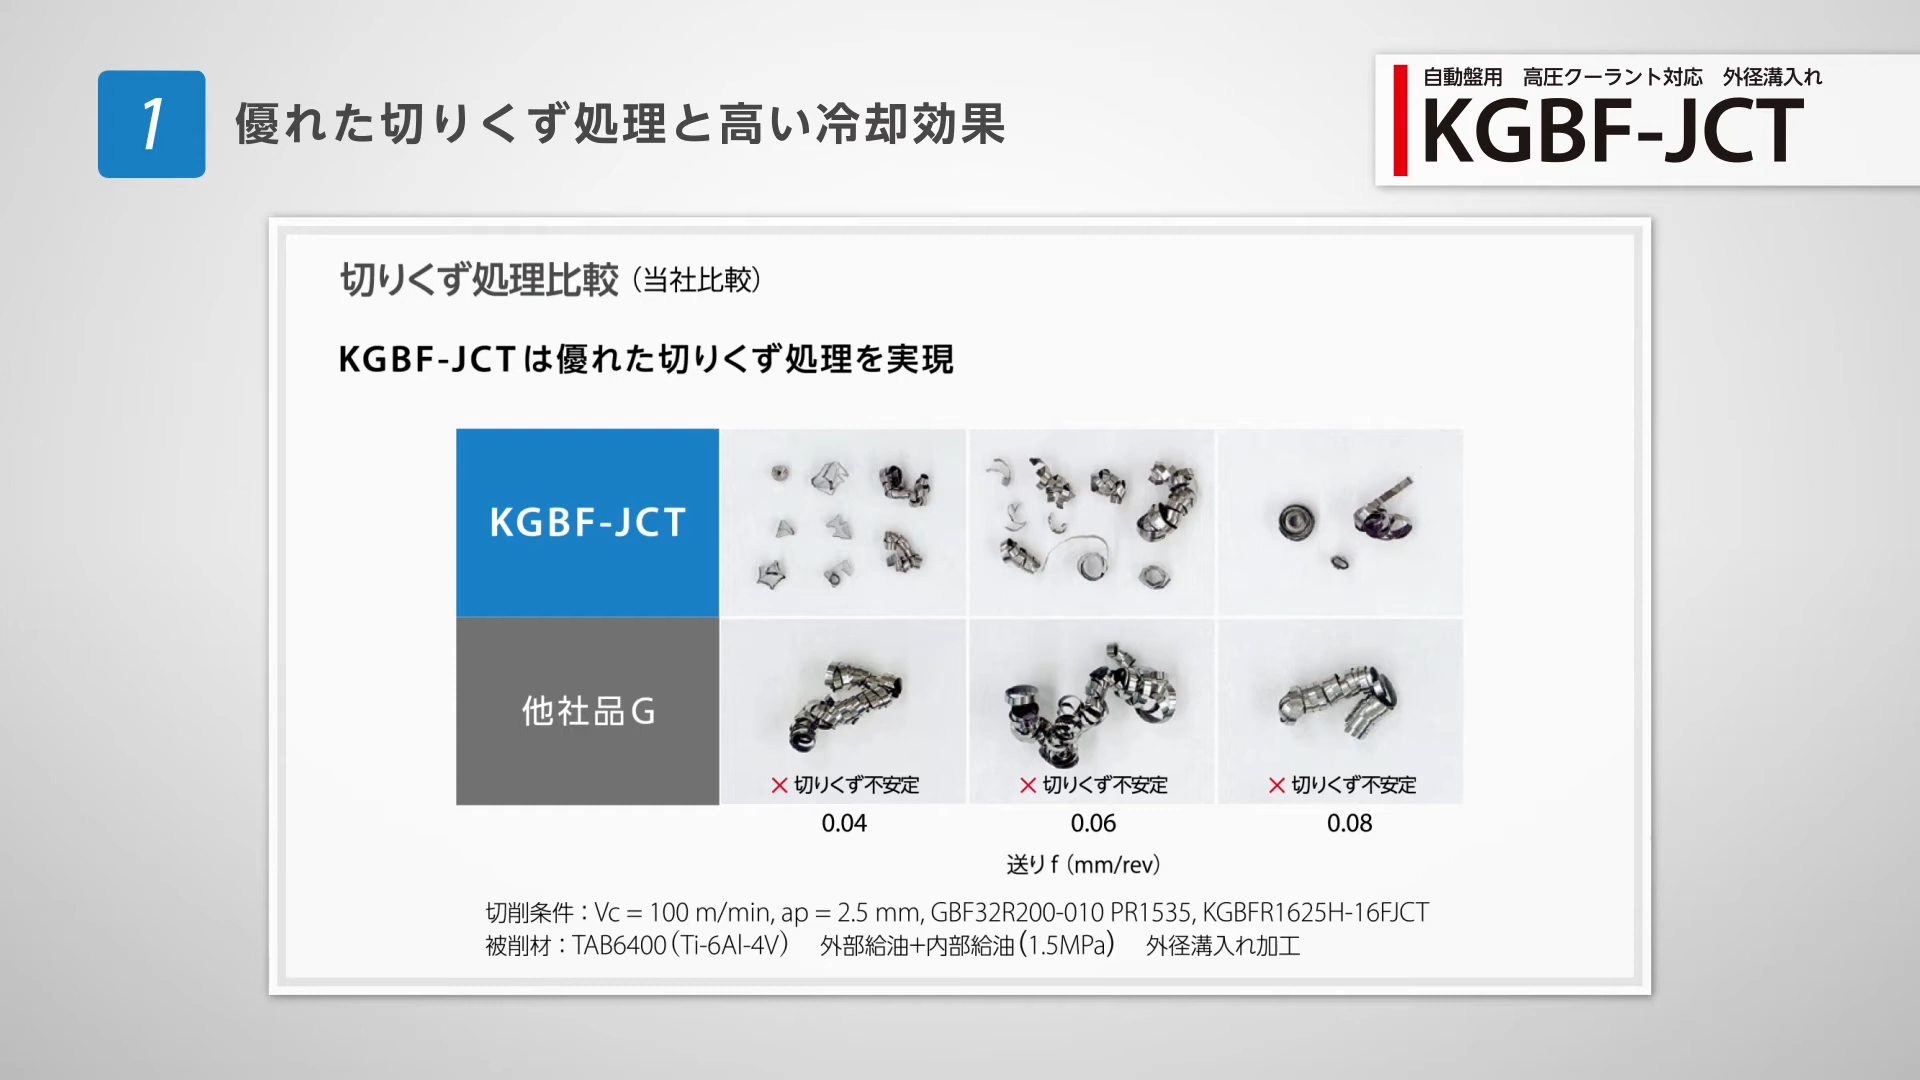 1
優れた切りくず処理と高い冷却効果
自動盤用　高圧クーラント対応　外径溝入れ
KGBF-JCT
切りくず処理比較（当社比較）
KGBF-JCTは優れた切りくず処理を実現
KGBF-JCT
他社品G
× 切りくず不安定
× 切りくず不安定
× 切りくず不安定
0.04
0.06
0.08
送り f（mm/rev）
切削条件：Vc = 100 m/min, ap = 2.5 mm, GBF32R200-010 PR1535, KGBFR1625H-16FJCT
被削材：TAB6400（Ti-6Al-4V）　外部給油+内部給油（1.5MPa）　外径溝入れ加工